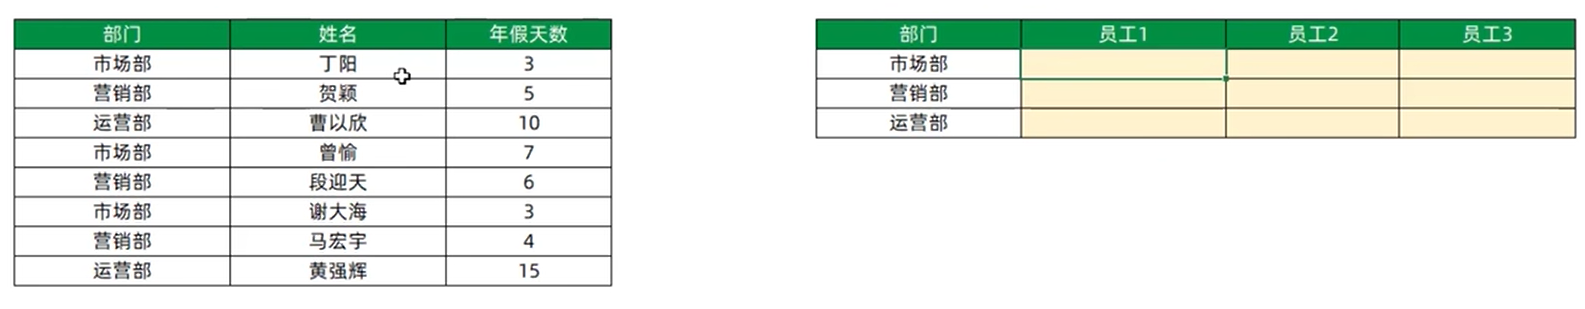 部门 姓名 年假天数
市场部 丁阳 3
营销部 贺颖 5
运营部 曹以欣 10
市场部 曾愉 7
营销部 段迎天 6
市场部 谢大海 3
营销部 马宏宇 4
运营部 黄强辉 15
部门 员工1 员工2 员工3
市场部
营销部
运营部